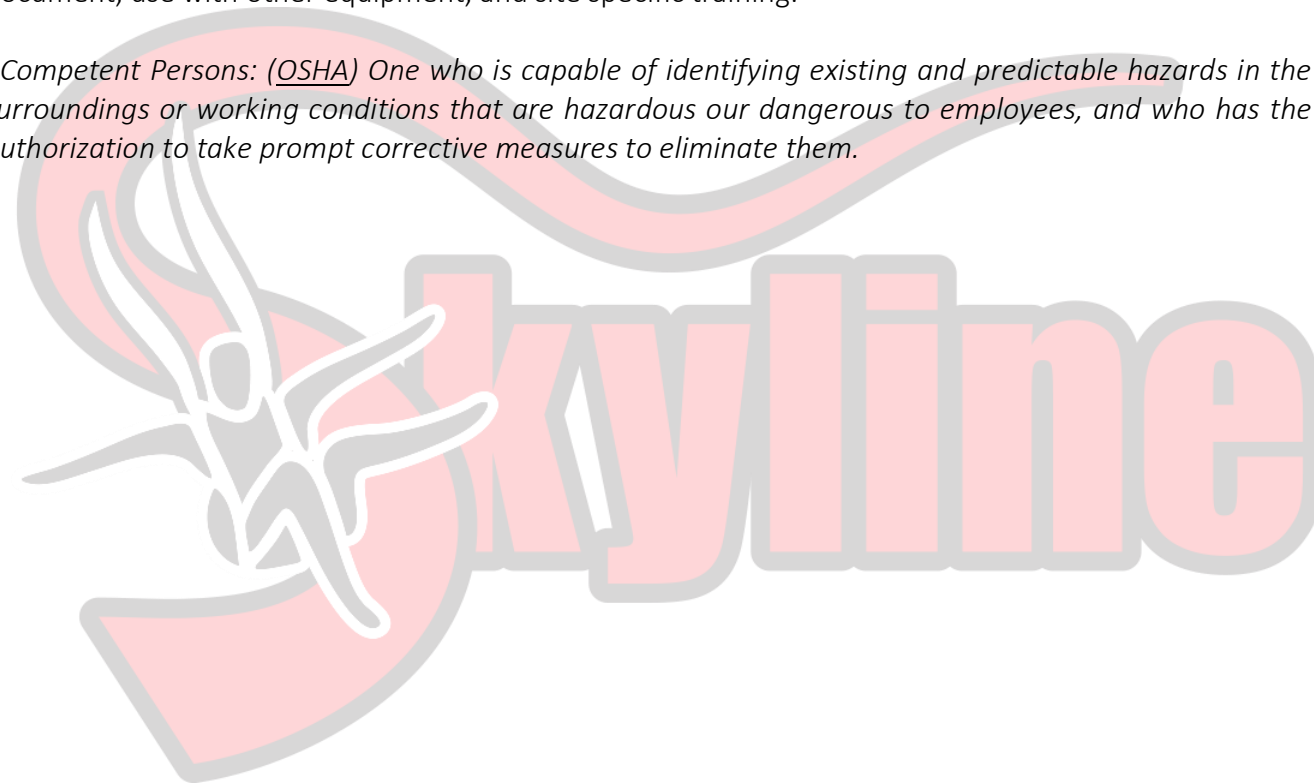 ocument, use with other equipment, and site specific training.
Competent Persons: (OSHA) One who is capable of identifying existing and predictable hazards in the
urroundings or working conditions that are hazardous our dangerous to employees, and who has the
uthorization to take prompt corrective measures to eliminate them.
Skyline